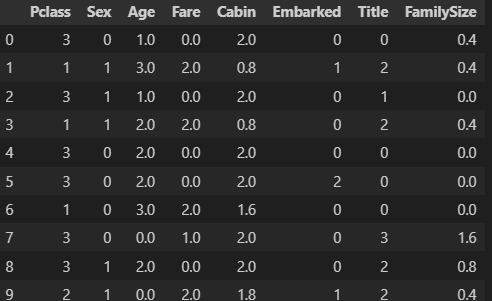 Pclass Sex Age Fare Cabin Embarked Title FamilySize
0 3 0 1.0 0.0 2.0 0 0 0.4
1 1 1 3.0 2.0 0.8 1 2 0.4
2 3 1 1.0 0.0 2.0 0 1 0.0
3 1 1 2.0 2.0 0.8 0 2 0.4
4 3 0 2.0 0.0 2.0 0 0 0.0
5 3 0 2.0 0.0 2.0 2 0 0.0
6 1 0 3.0 2.0 1.6 0 0 0.0
7 3 0 0.0 1.0 2.0 0 3 1.6
8 3 1 2.0 0.0 2.0 0 2 0.8
9 2 1 0.0 2.0 1.8 1 2 0.4